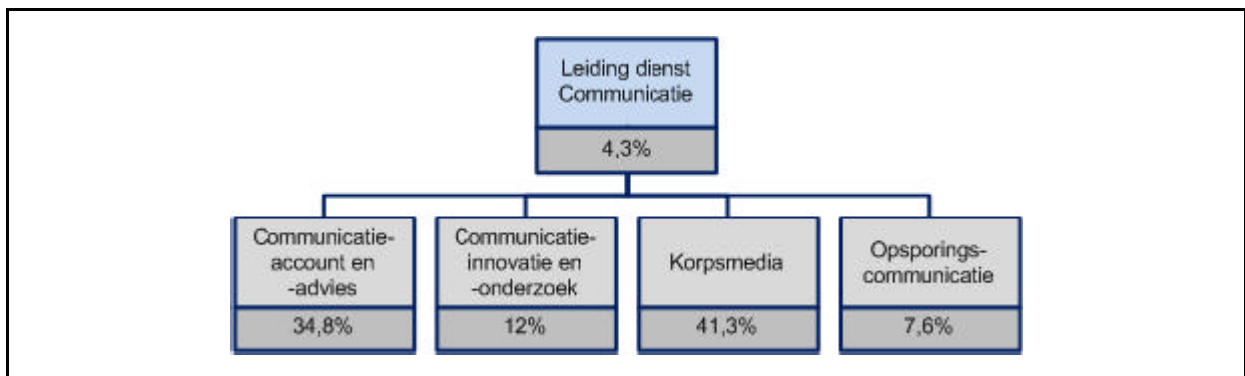 Leiding dienst
Communicatie
4,3%
Communicatie-
account en
-advies
34,8%
Communicatie-
innovatie en
-onderzoek
12%
Korpsmedia
41,3%
Opsporings-
communicatie
7,6%